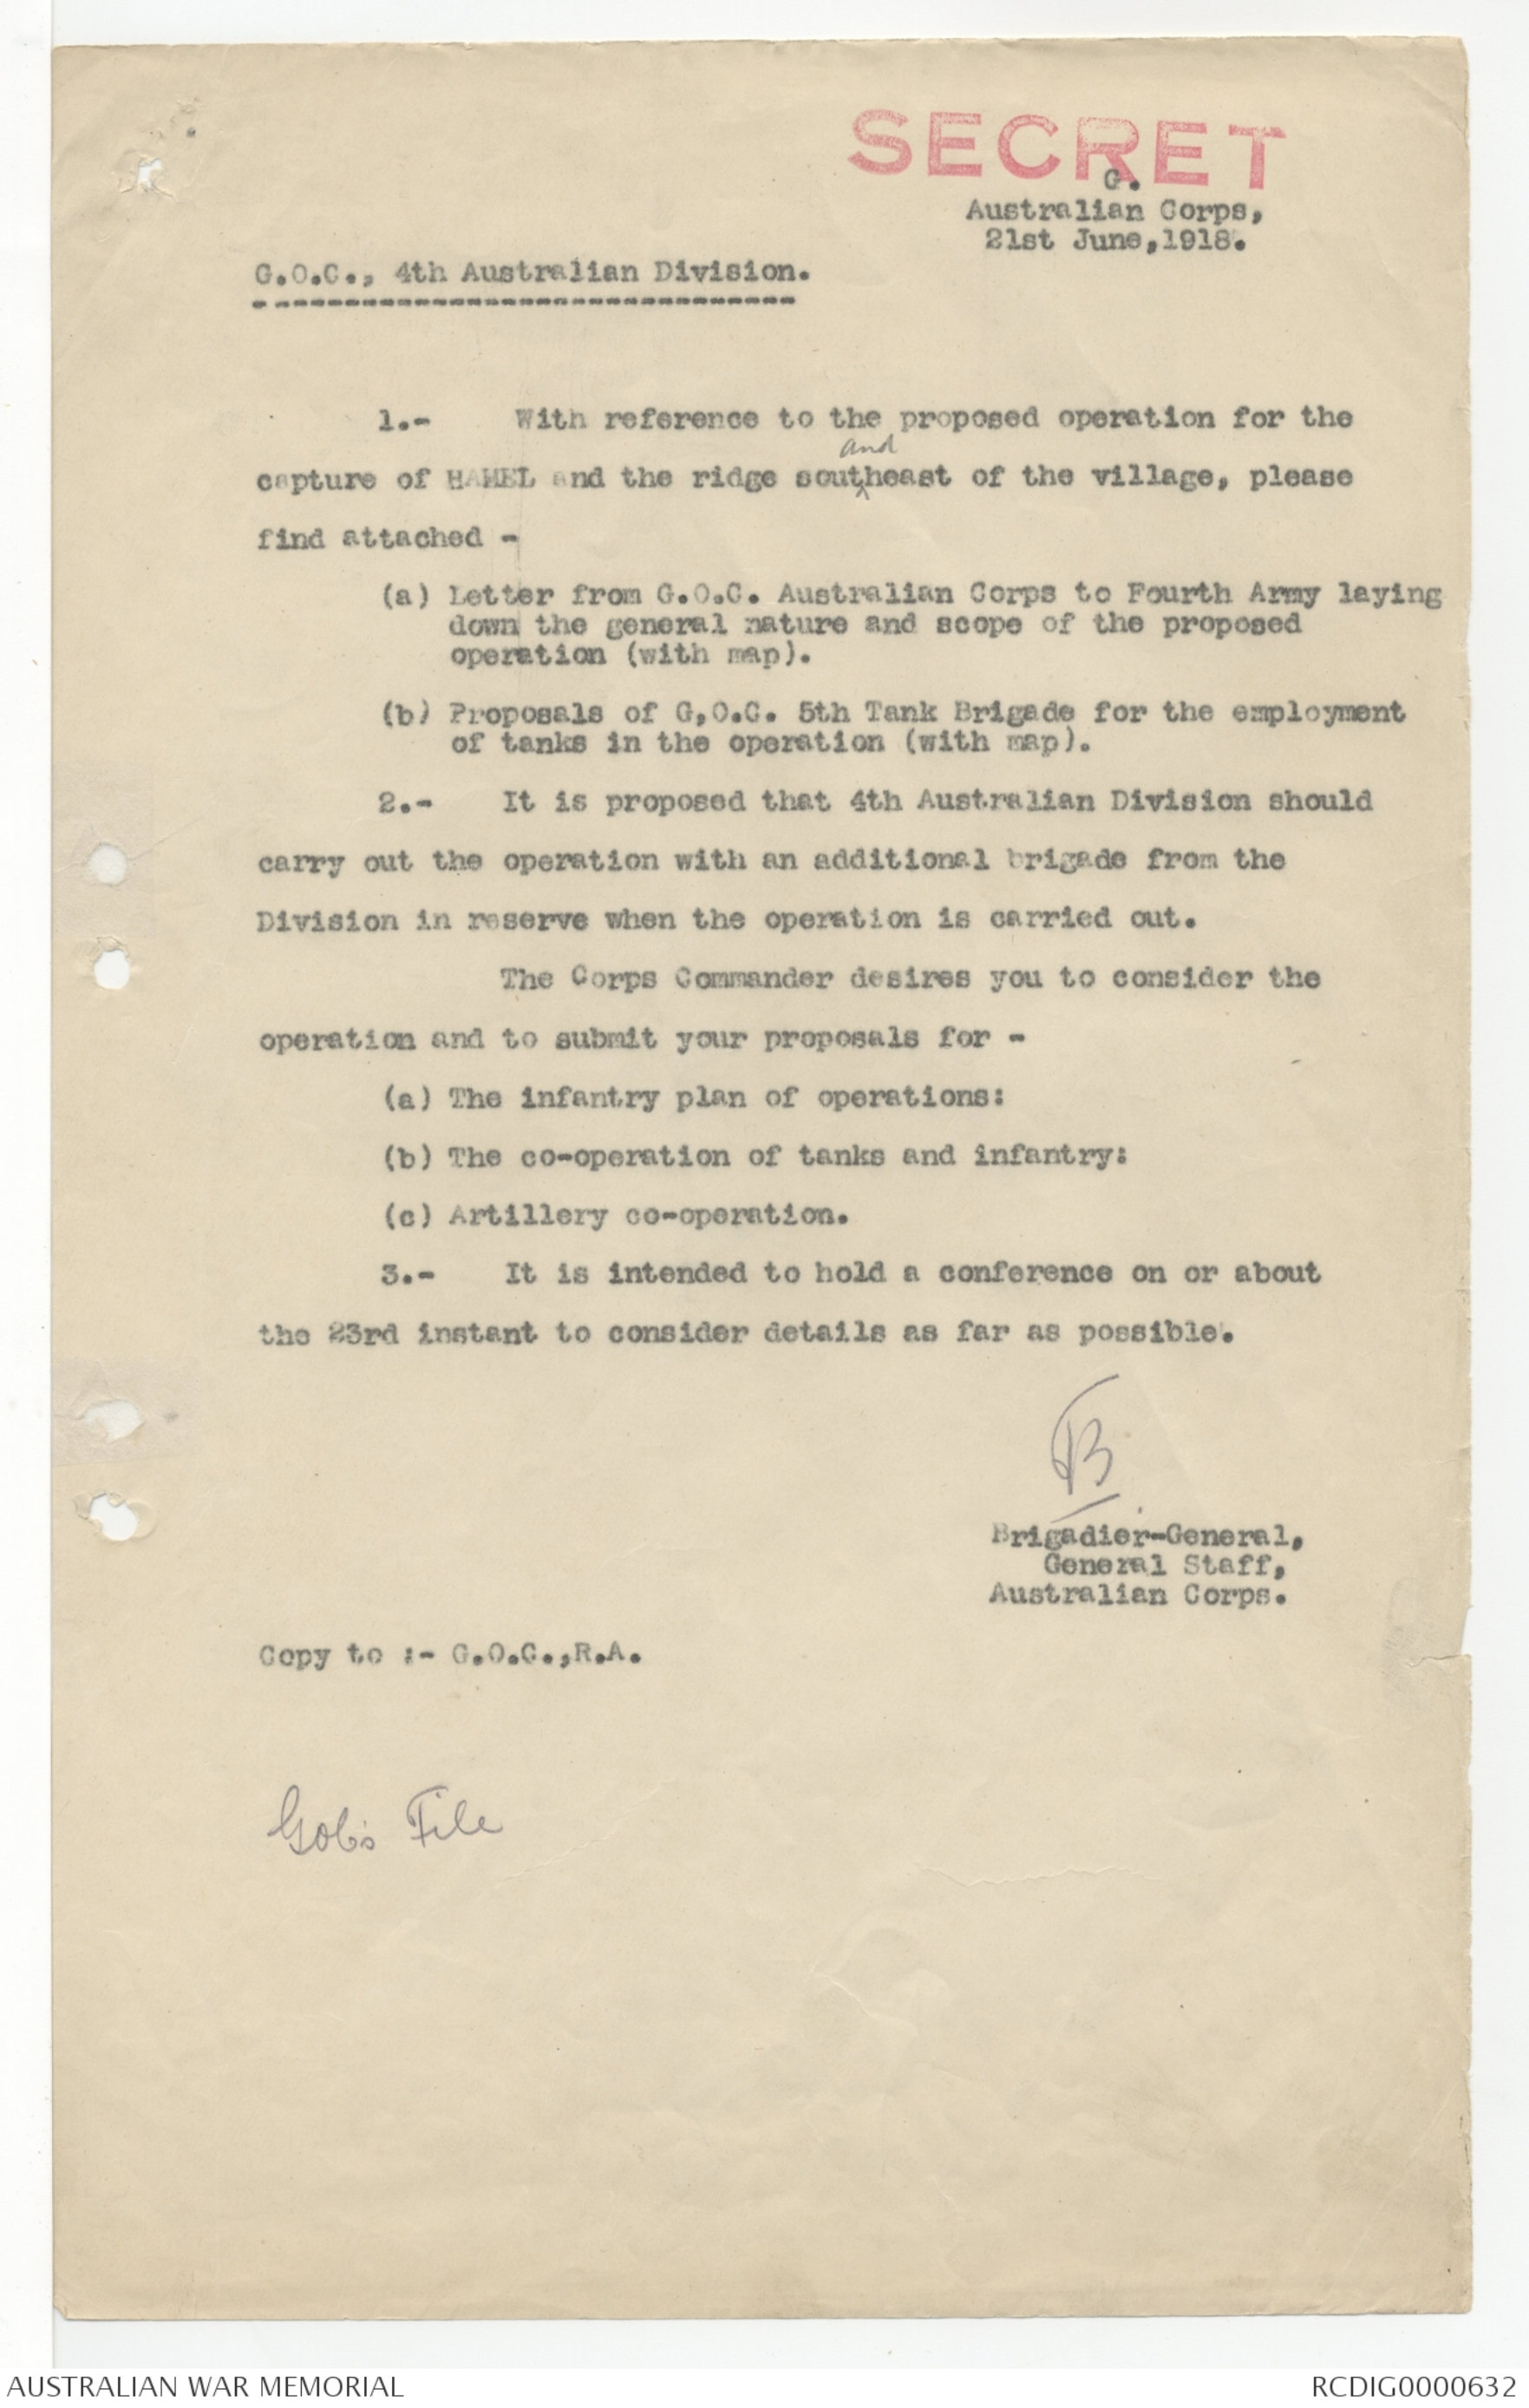 SECRET
G.
Australian Corps,
21st June,1918.
G.O.C., 4th Australian Division.
1.- With reference to the proposed operation for the
and
capture of HAMEL and the ridge southeast of the village, please
find attached -
(a) Letter from G.O.C. Australian Corps to Fourth Army laying
down the general nature and scope of the proposed
operation (with map).
(b) Proposals of G,O.C. 5th Tank Brigade for the employment
of tanks in the operation (with map).
2.- It is proposed that 4th Australian Division should
carry out the operation with an additional brigade from the
Division in reserve when the operation is carried out.
The Corps Commander desires you to consider the
operation and to submit your proposals for -
(a) The infantry plan of operations:
(b) The co-operation of tanks and infantry:
(c) Artillery co-operation.
3.- It is intended to hold a conference on or about
the 23rd instant to consider details as far as possible.
B
Brigadier-General,
General Staff,
Australian Corps.
Copy to :- G.O.C.,R.A.
File
AUSTRALIAN WAR MEMORIAL
RCDIG0000632